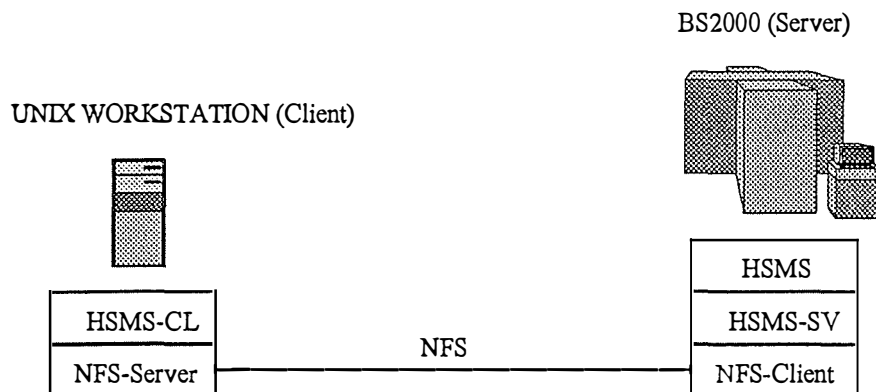 BS2000 (Server)
UNIX WORKSTATION (Client)
HSMS
HSMS-CL
HSMS-SV
NFS
NFS-Server
NFS-Client